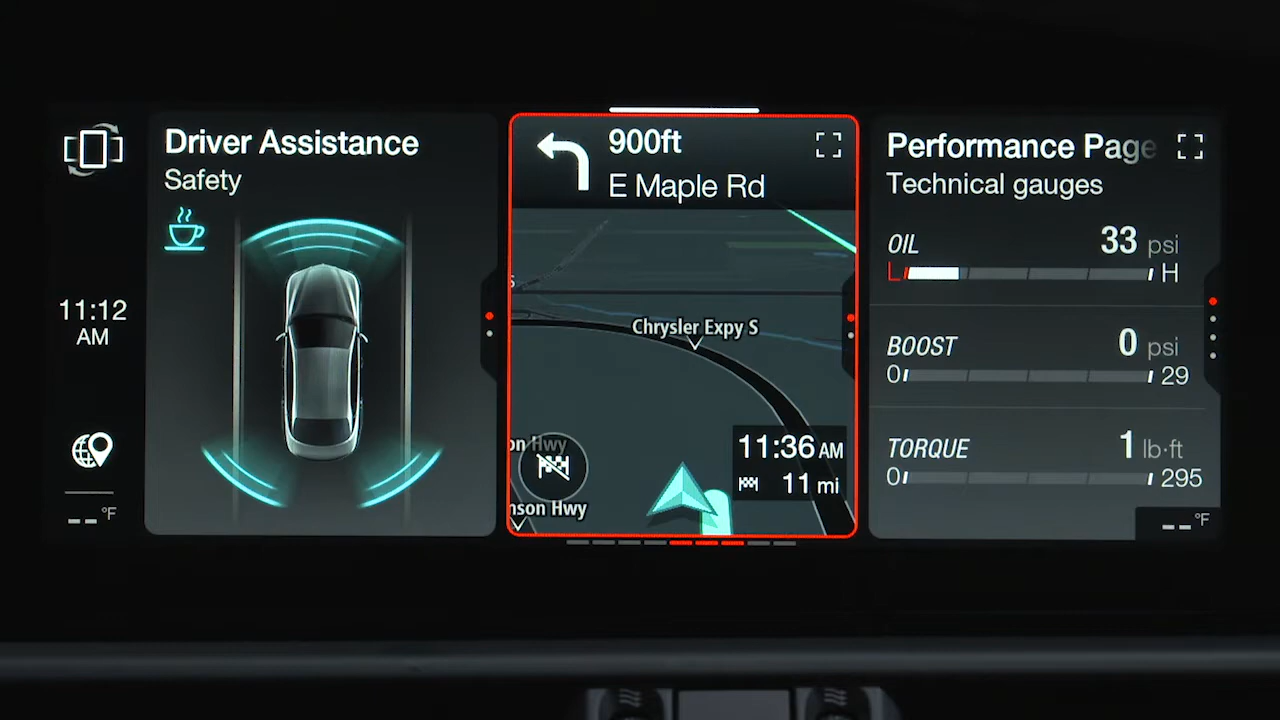 11:12
AM
-- °F
Driver Assistance
Safety
900ft
E Maple Rd
Chrysler Expy S
on Hwy
nson Hwy
11:36 AM
11 mi
Performance Page
Technical gauges
OIL 33 psi
L H
BOOST 0 psi
0 29
TORQUE 1 lb·ft
0 295
-- °F